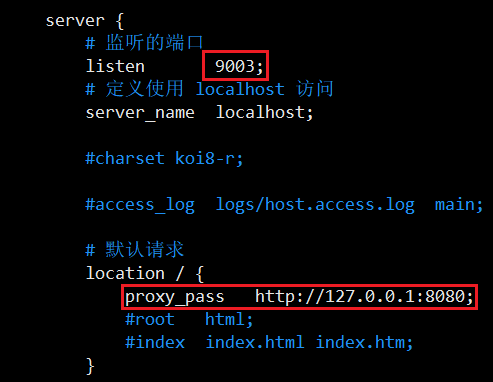 server {
# 监听的端口
listen 9003;
# 定义使用 localhost 访问
server_name localhost;
#charset koi8-r;
#access_log logs/host.access.log main;
# 默认请求
location / {
proxy_pass http://127.0.0.1:8080;
#root html;
#index index.html index.htm;
}